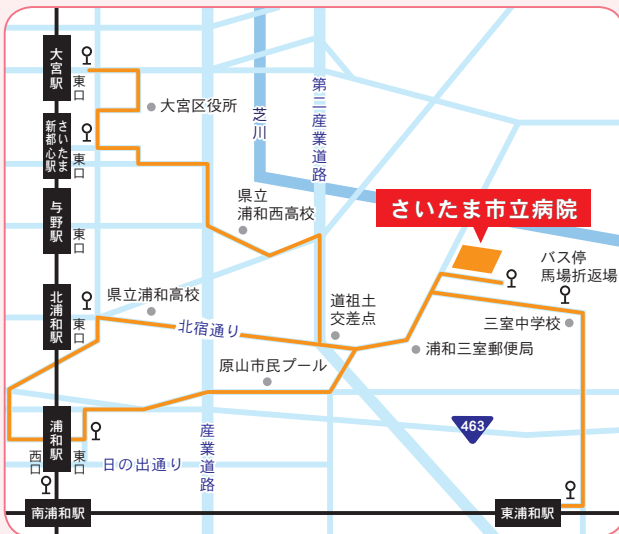 大宮駅
東口
大宮区役所
芝川
第二産業道路
さいたま
新都心駅
東口
県立
浦和西高校
さいたま市立病院
与野駅
東口
バス停
馬場折返場
北浦和駅
東口
県立浦和高校
北宿通り
道祖土
交差点
三室中学校
浦和三室郵便局
原山市民プール
浦和駅
西口
東口
日の出通り
産業道路
463
南浦和駅
東浦和駅